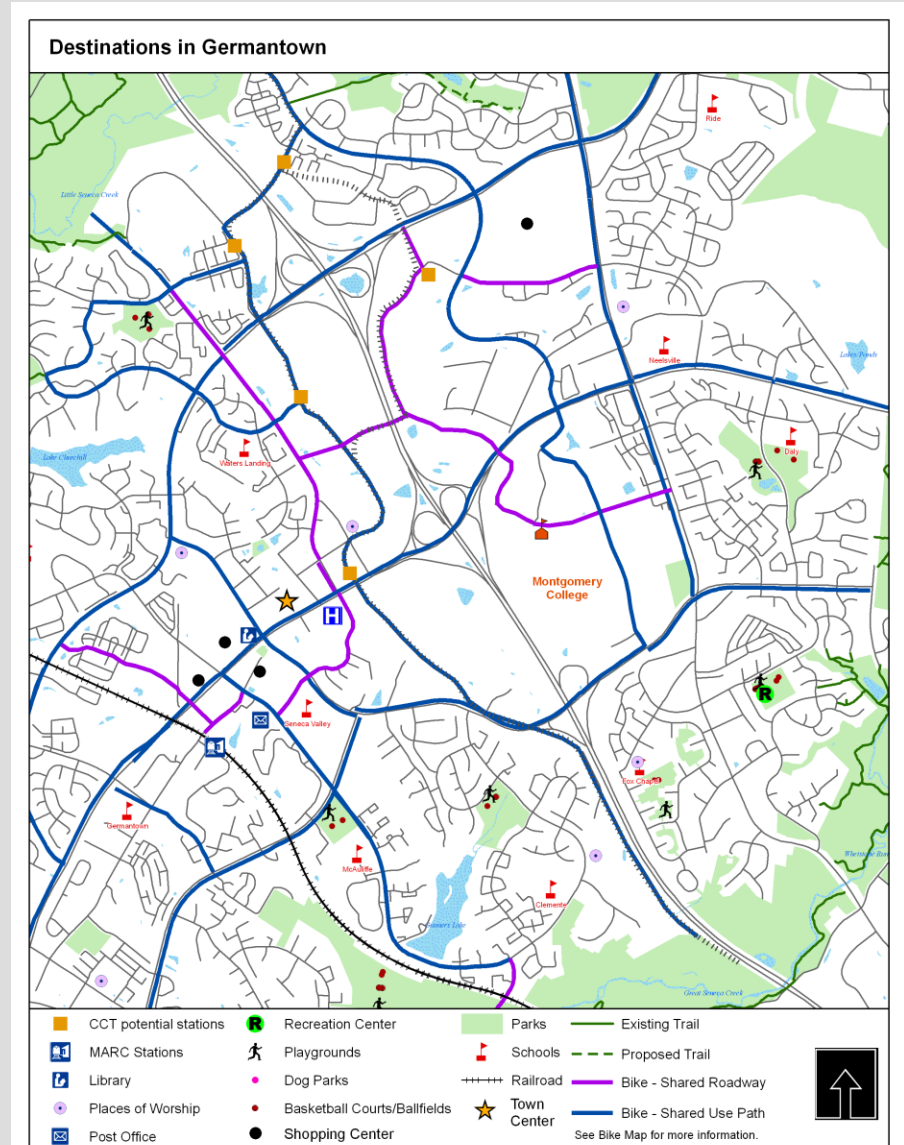 Destinations in Germantown
Ride
Little Seneca Creek
Neelsville
Lakes/Ponds
Daly
Waters Landing
Lake Churchill
Montgomery
College
H
Seneca Valley
R
Fox Chapel
Germantown
McAuliffe
Clemente
Gunners Lake
Great Seneca Creek
CCT potential stations
R
Recreation Center
Parks
Existing Trail
MARC Stations
Playgrounds
Schools
Proposed Trail
Library
Dog Parks
Railroad
Bike - Shared Roadway
Places of Worship
Basketball Courts/Ballfields
Town
Center
Bike - Shared Use Path
Post Office
Shopping Center
See Bike Map for more information.